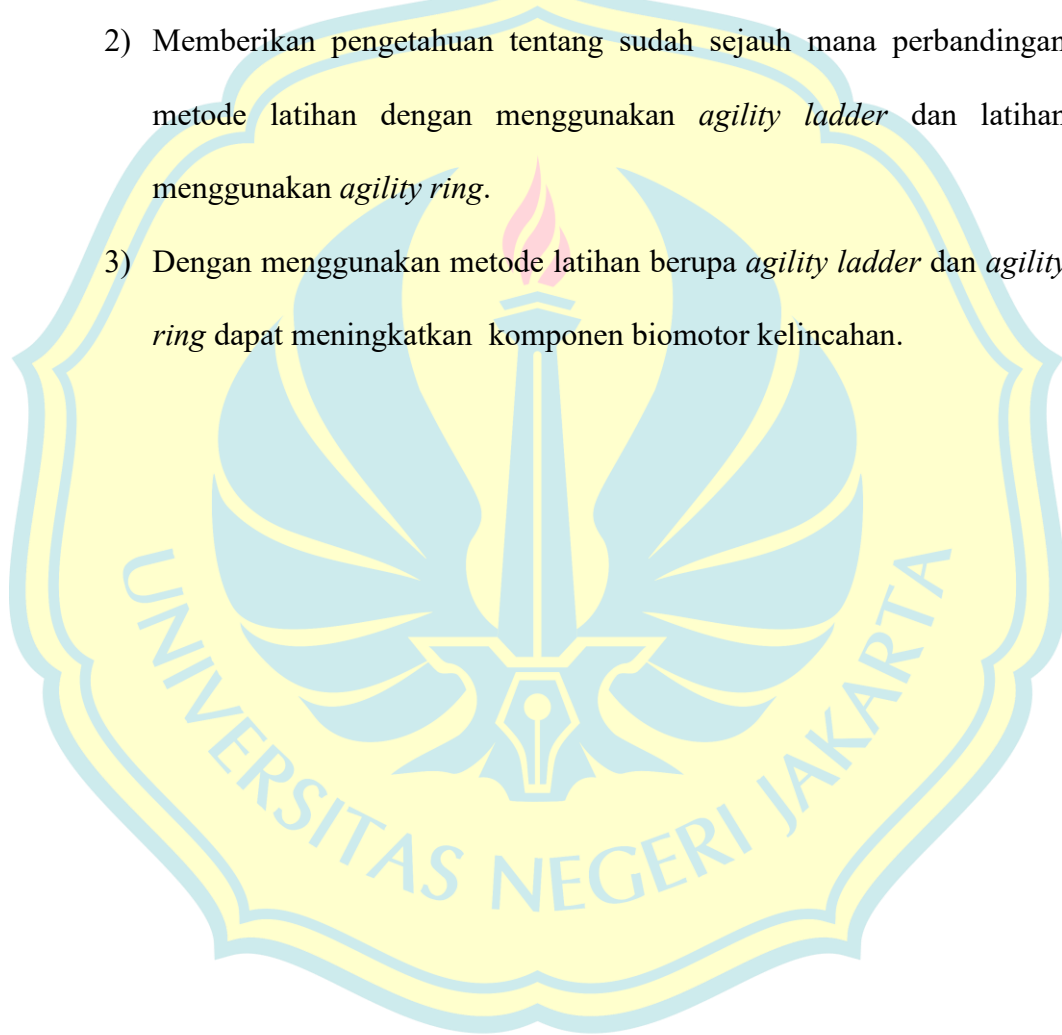 2) Memberikan pengetahuan tentang sudah sejauh mana perbandingan
metode latihan dengan menggunakan agility ladder dan latihan
menggunakan agility ring.
3) Dengan menggunakan metode latihan berupa agility ladder dan agility
ring dapat meningkatkan komponen biomotor kelincahan.
UNIVERSITAS NEGERI JAKARTA